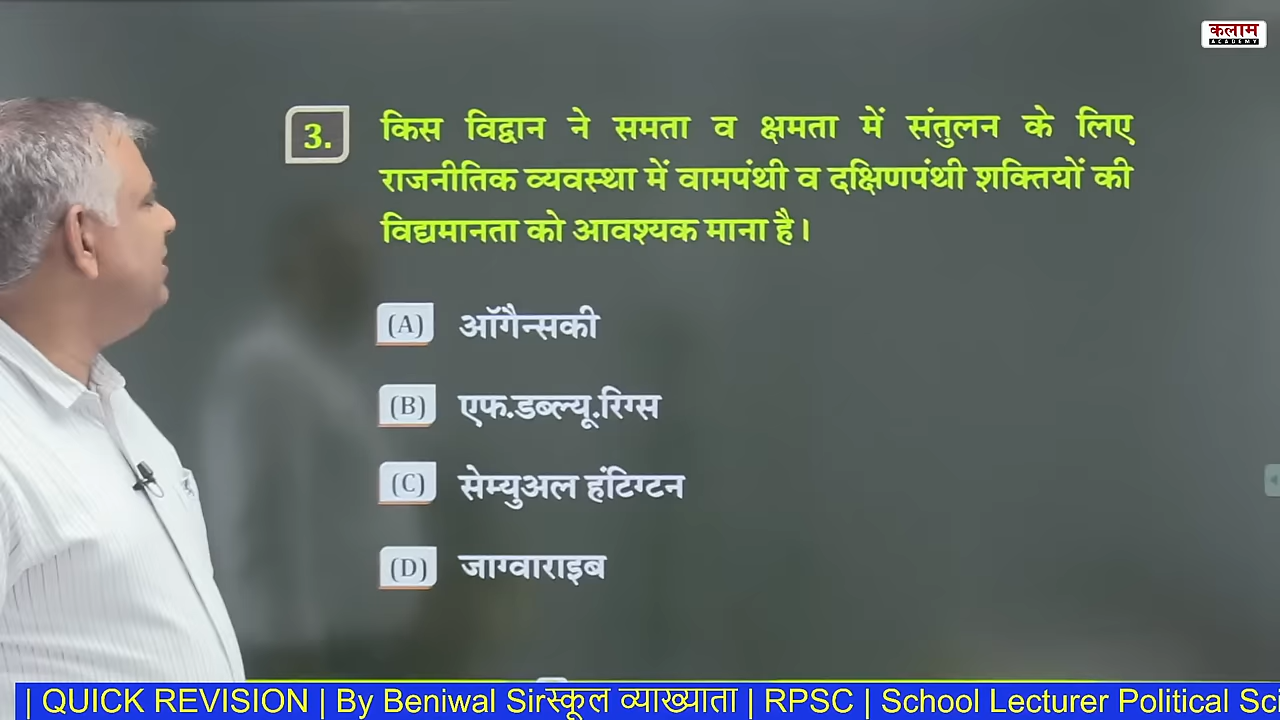 कलाम
ACADEMY
3.
किस विद्वान ने समता व क्षमता में संतुलन के लिए
राजनीतिक व्यवस्था में वामपंथी व दक्षिणपंथी शक्तियों की
विद्यमानता को आवश्यक माना है।
(A) ऑगैन्सकी
(B) एफ.डब्ल्यू.रिग्स
(C) सेम्युअल हंटिग्टन
(D) जाग्वाराइब
| QUICK REVISION | By Beniwal Sirस्कूल व्याख्याता | RPSC | School Lecturer Political Sci